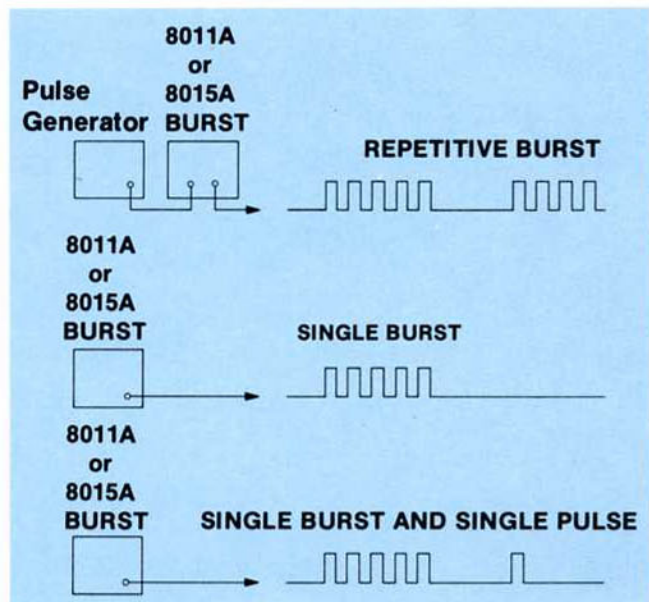 8011A
or
8015A
BURST
Pulse
Generator
REPETITIVE BURST
8011A
or
8015A
BURST
SINGLE BURST
8011A
or
8015A
BURST
SINGLE BURST AND SINGLE PULSE